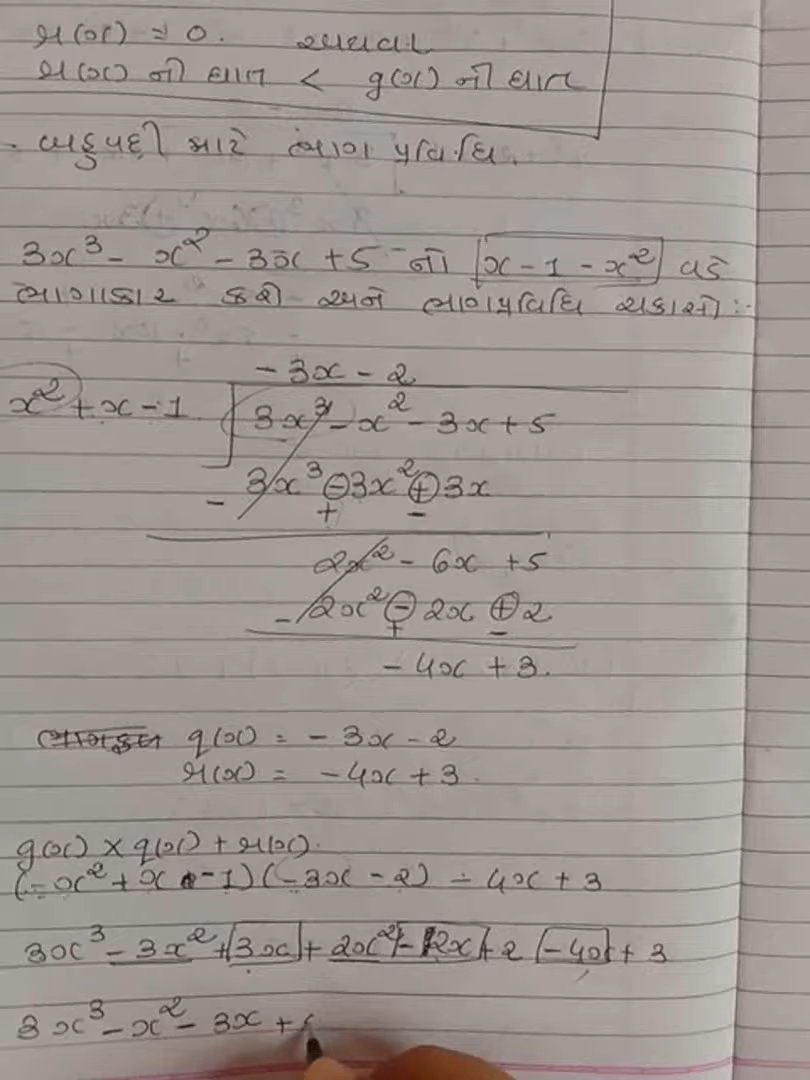 r(x) = 0. અથવા
r(x) ની ઘાત < g(x) ની ઘાત
. બહુપદી માટે ભાગ પ્રવિધિ.
3x³ - x² - 3x + 5 નો x - 1 - x² વડે
ભાગાકાર કરી અને ભાગપ્રવિધિ ચકાસો :-
- 3x - 2
x² + x - 1 3x³ - x² - 3x + 5
- 3x³ ⊖ 3x² ⊕ 3x
+ -
2x² - 6x + 5
- 2x² ⊖ 2x ⊕ 2
+ -
- 4x + 3.
q(x) = - 3x - 2
r(x) = - 4x + 3.
g(x) × q(x) + r(x).
(- x² + x - 1) (- 3x - 2) - 4x + 3
3x³ - 3x² + 3x + 2x² - 2x + 2 - 4x + 3
3x³ - x² - 3x +